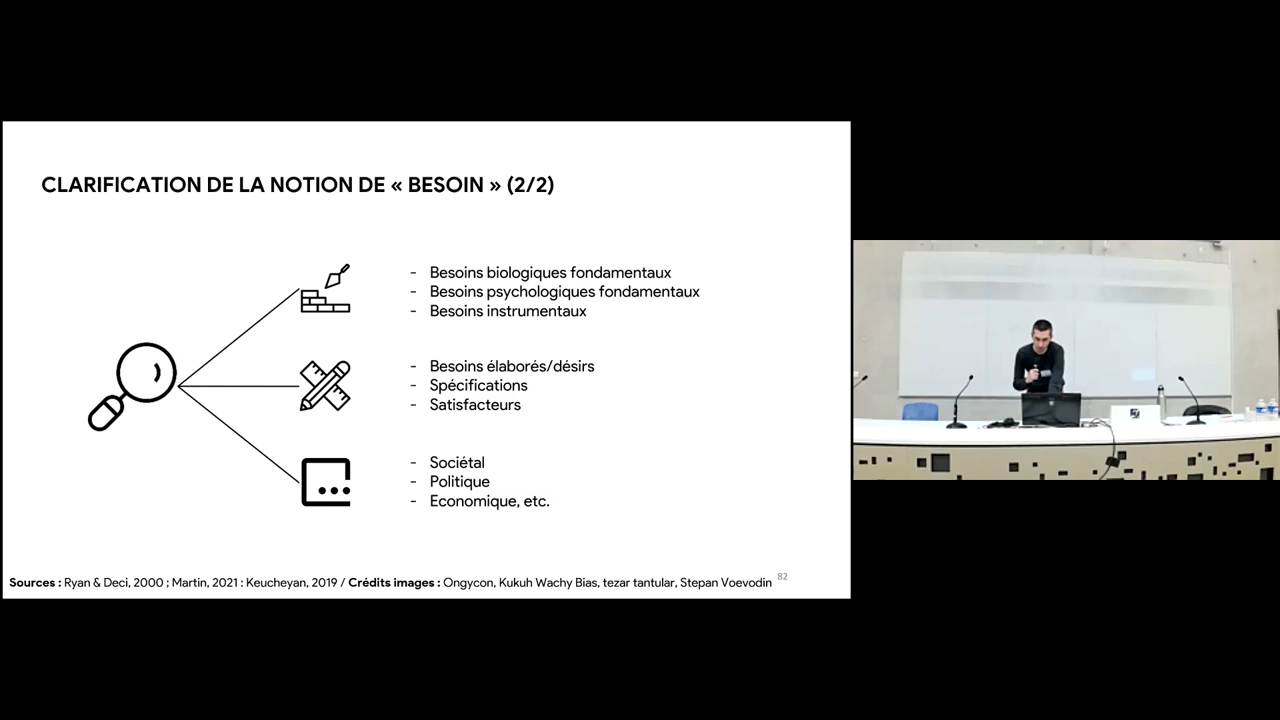 CLARIFICATION DE LA NOTION DE « BESOIN » (2/2)
- Besoins biologiques fondamentaux
- Besoins psychologiques fondamentaux
- Besoins instrumentaux
- Besoins élaborés/désirs
- Spécifications
- Satisfacteurs
- Sociétal
- Politique
- Economique, etc.
Sources : Ryan & Deci, 2000 ; Martin, 2021 : Keucheyan, 2019 / Crédits images : Ongycon, Kukuh Wachy Bias, tezar tantular, Stepan Voevodin
82